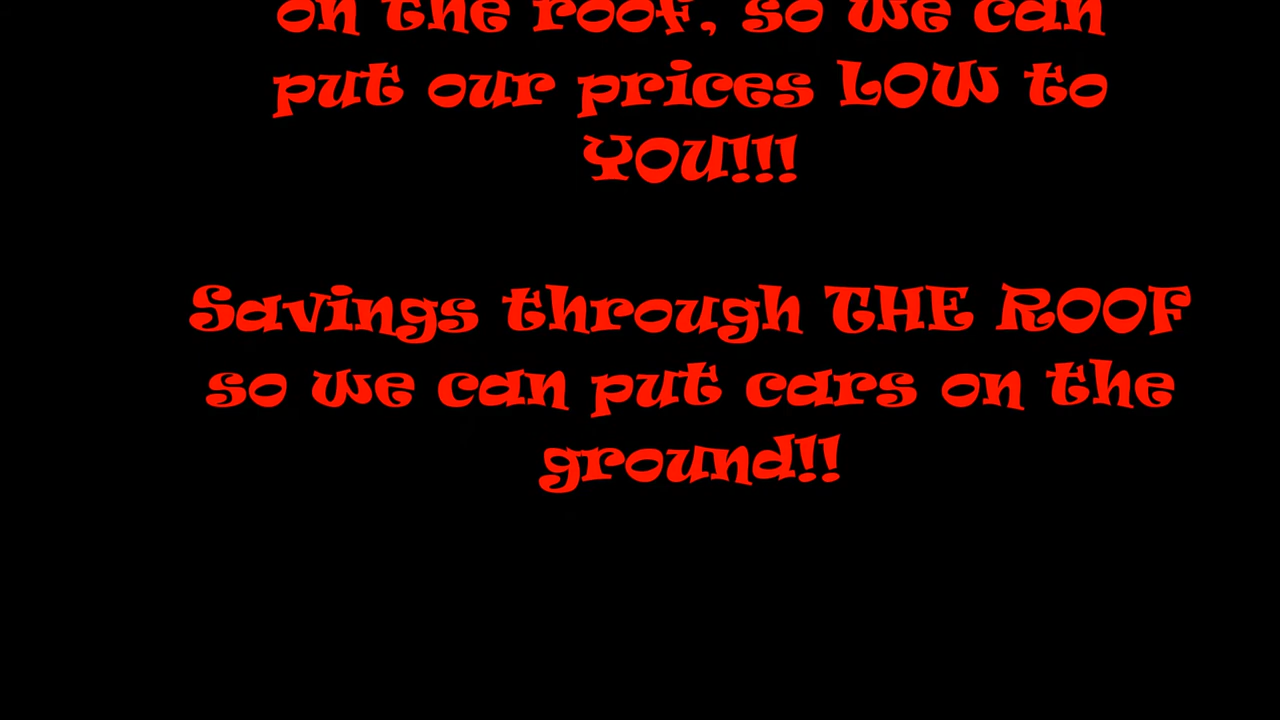 on the roof, so we can
put our prices LOW to
YOU!!!
Savings through THE ROOF
so we can put cars on the
ground!!